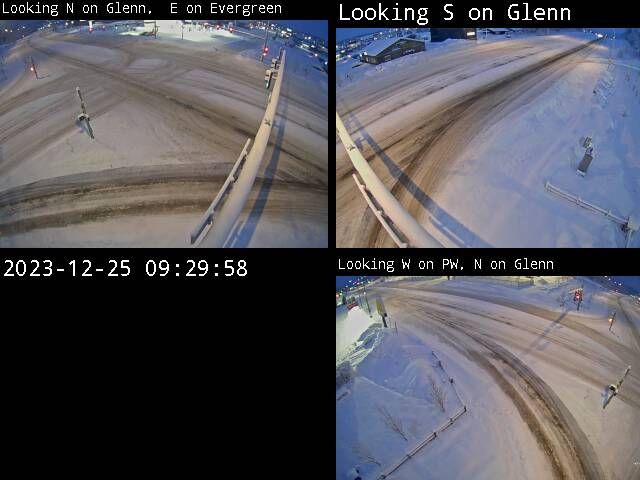 Looking N on Glenn,  E on Evergreen
Looking S on Glenn
2023-12-25 09:29:58
Looking W on PW, N on Glenn